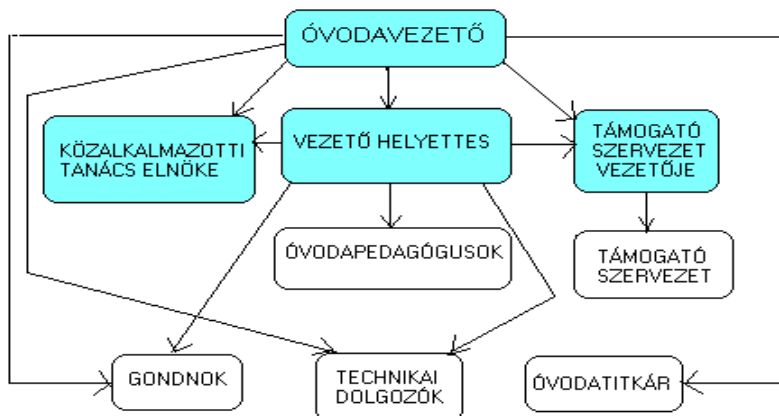 ÓVODAVEZETŐ
KÖZALKALMAZOTTI
TANÁCS ELNÖKE
VEZETŐ HELYETTES
TÁMOGATÓ
SZERVEZET
VEZETŐJE
ÓVODAPEDAGÓGUSOK
TÁMOGATÓ
SZERVEZET
GONDNOK
TECHNIKAI
DOLGOZÓK
ÓVODATITKÁR